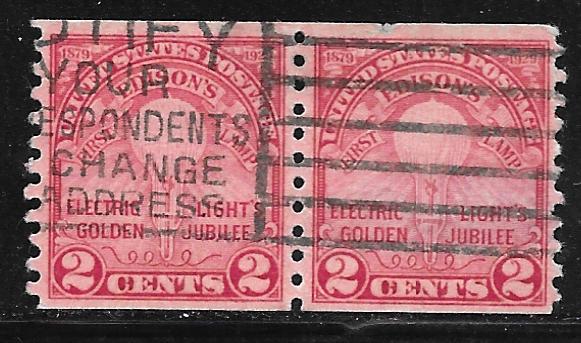 OTIFY
YOUR
ESPONDENTS
CHANGE
ADDRESS
1879 1929
UNITED STATES POSTAGE
EDISON'S
FIRST LAMP
ELECTRIC LIGHT'S
GOLDEN JUBILEE
2 CENTS 2
1879 1929
UNITED STATES POSTAGE
EDISON'S
FIRST LAMP
ELECTRIC LIGHT'S
GOLDEN JUBILEE
2 CENTS 2